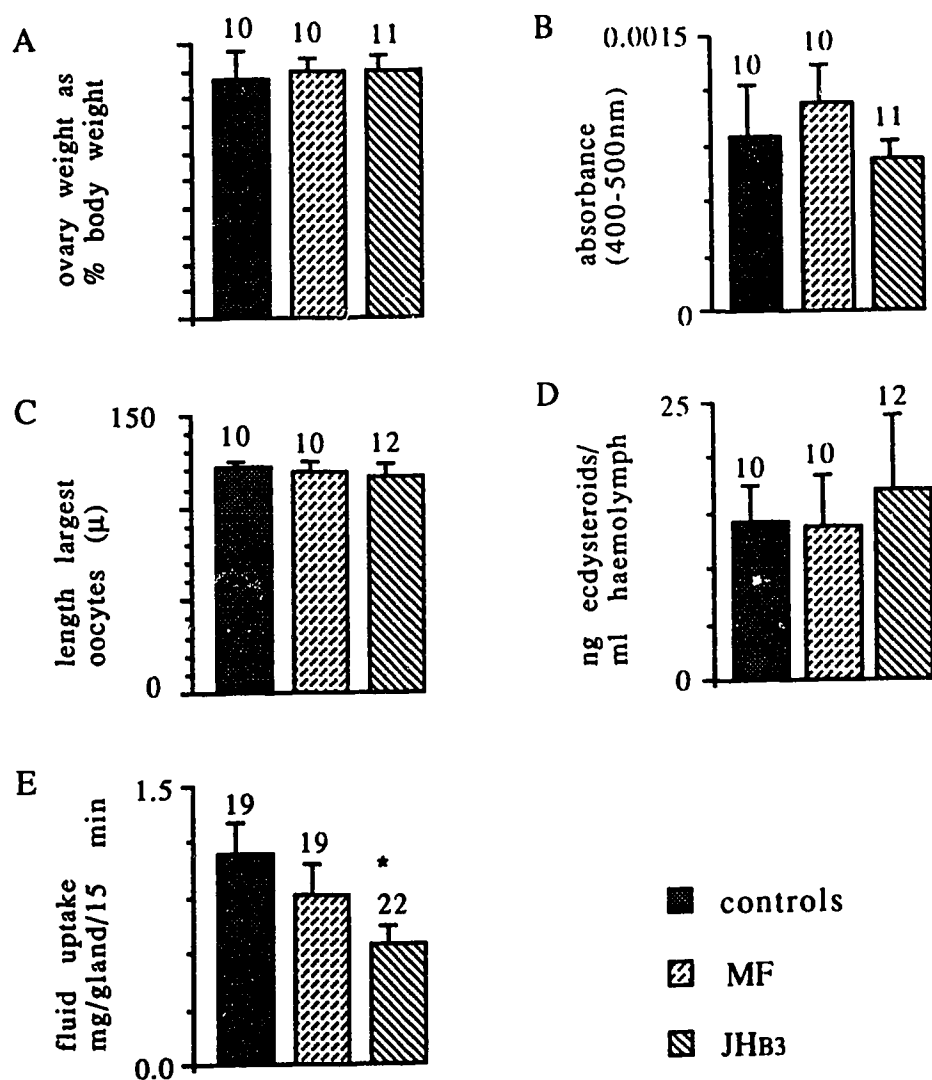 A
ovary weight as
% body weight
10 10 11
B
0.0015
0
absorbance
(400-500nm)
10 10 11
C
150
0
length largest
oocytes (µ)
10 10 12
D
25
0
ng ecdysteroids/
ml haemolymph
10 10 12
E
1.5
0.0
fluid uptake
mg/gland/15 min
19 19 * 22
controls
MF
JHB3